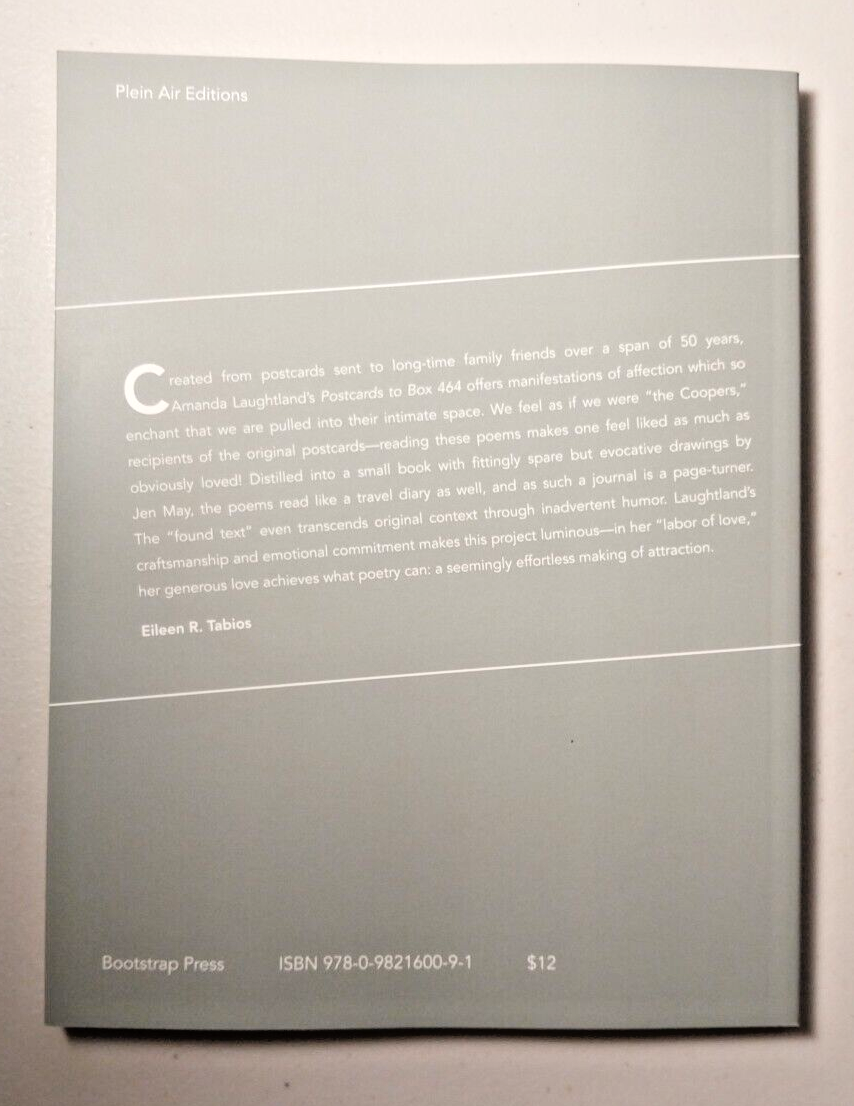 Plein Air Editions
Created from postcards sent to long-time family friends over a span of 50 years,
Amanda Laughtland's Postcards to Box 464 offers manifestations of affection which so
enchant that we are pulled into their intimate space. We feel as if we were “the Coopers,”
recipients of the original postcards—reading these poems makes one feel liked as much as
obviously loved! Distilled into a small book with fittingly spare but evocative drawings by
Jen May, the poems read like a travel diary as well, and as such a journal is a page-turner.
The “found text” even transcends original context through inadvertent humor. Laughtland's
craftsmanship and emotional commitment makes this project luminous—in her “labor of love,”
her generous love achieves what poetry can: a seemingly effortless making of attraction.
Eileen R. Tabios
Bootstrap Press ISBN 978-0-9821600-9-1 $12